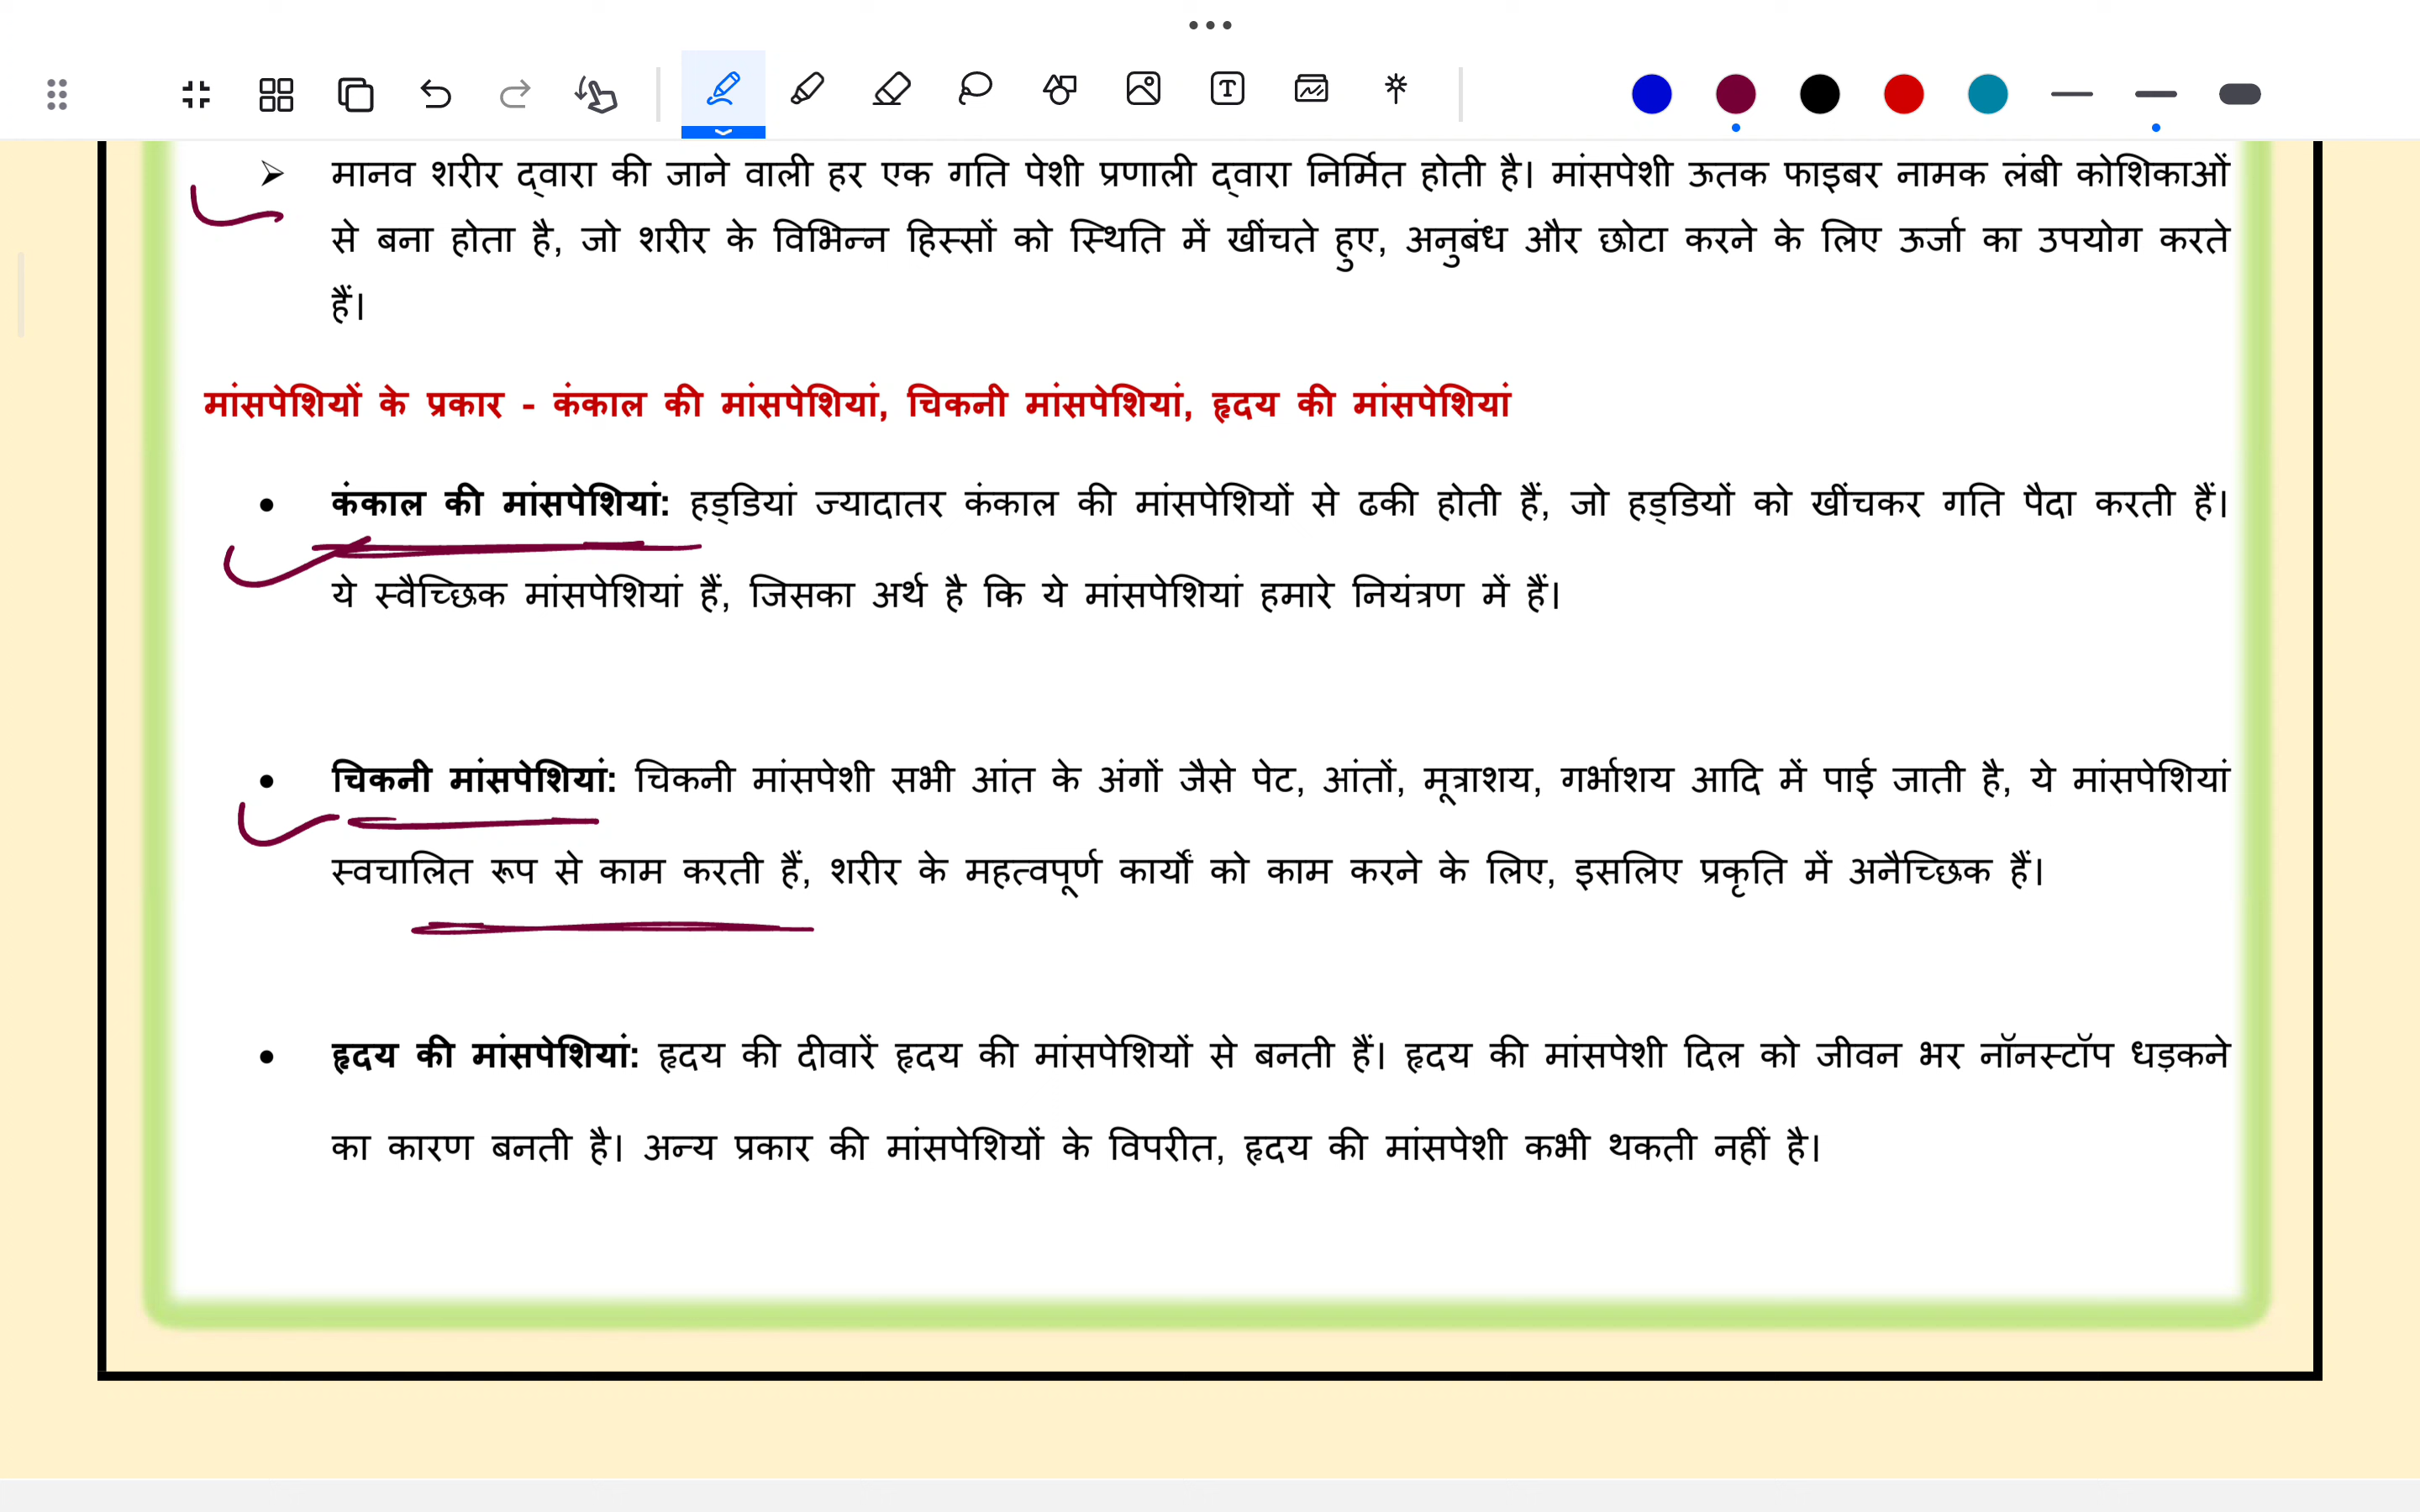 ➢ मानव शरीर द्वारा की जाने वाली हर एक गति पेशी प्रणाली द्वारा निर्मित होती है। मांसपेशी ऊतक फाइबर नामक लंबी कोशिकाओं
से बना होता है, जो शरीर के विभिन्न हिस्सों को स्थिति में खींचते हुए, अनुबंध और छोटा करने के लिए ऊर्जा का उपयोग करते
हैं।
मांसपेशियों के प्रकार - कंकाल की मांसपेशियां, चिकनी मांसपेशियां, हृदय की मांसपेशियां
• कंकाल की मांसपेशियां: हड्डियां ज्यादातर कंकाल की मांसपेशियों से ढकी होती हैं, जो हड्डियों को खींचकर गति पैदा करती हैं।
ये स्वैच्छिक मांसपेशियां हैं, जिसका अर्थ है कि ये मांसपेशियां हमारे नियंत्रण में हैं।
• चिकनी मांसपेशियां: चिकनी मांसपेशी सभी आंत के अंगों जैसे पेट, आंतों, मूत्राशय, गर्भाशय आदि में पाई जाती है, ये मांसपेशियां
स्वचालित रूप से काम करती हैं, शरीर के महत्वपूर्ण कार्यों को काम करने के लिए, इसलिए प्रकृति में अनैच्छिक हैं।
• हृदय की मांसपेशियां: हृदय की दीवारें हृदय की मांसपेशियों से बनती हैं। हृदय की मांसपेशी दिल को जीवन भर नॉनस्टॉप धड़कने
का कारण बनती है। अन्य प्रकार की मांसपेशियों के विपरीत, हृदय की मांसपेशी कभी थकती नहीं है।